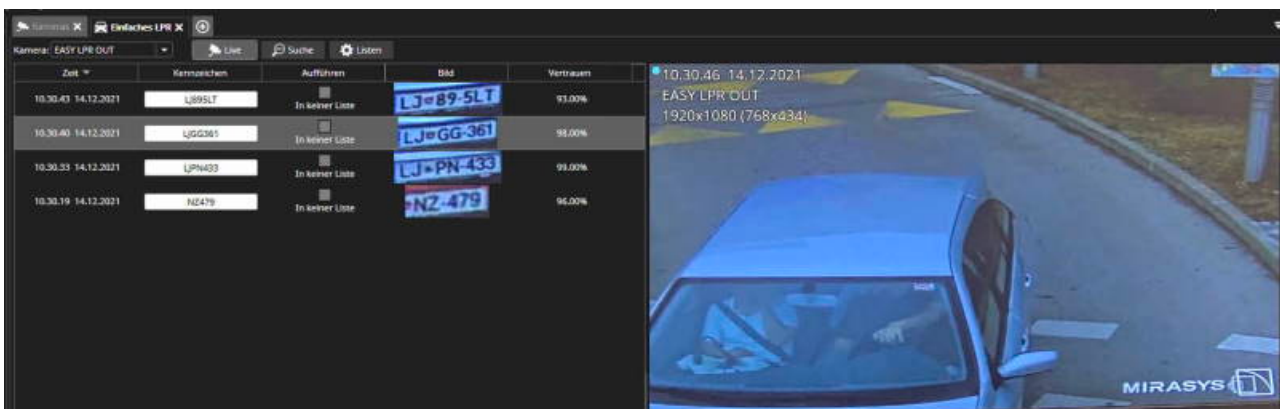 Kameras Einfaches LPR
Kamera: EASY LPR OUT Live Suche Listen
Zeit Kennzeichen Aufführen Bild Vertrauen
10.30.43 14.12.2021 LJ895LT In keiner Liste LJ 89-5LT 93.00%
10.30.40 14.12.2021 LJGG361 In keiner Liste LJ GG-361 98.00%
10.30.33 14.12.2021 LJPN433 In keiner Liste LJ PN-433 99.00%
10.30.19 14.12.2021 NZ479 In keiner Liste NZ-479 96.00%
10.30.46 14.12.2021
EASY LPR OUT
1920x1080 (768x434)
MIRASYS